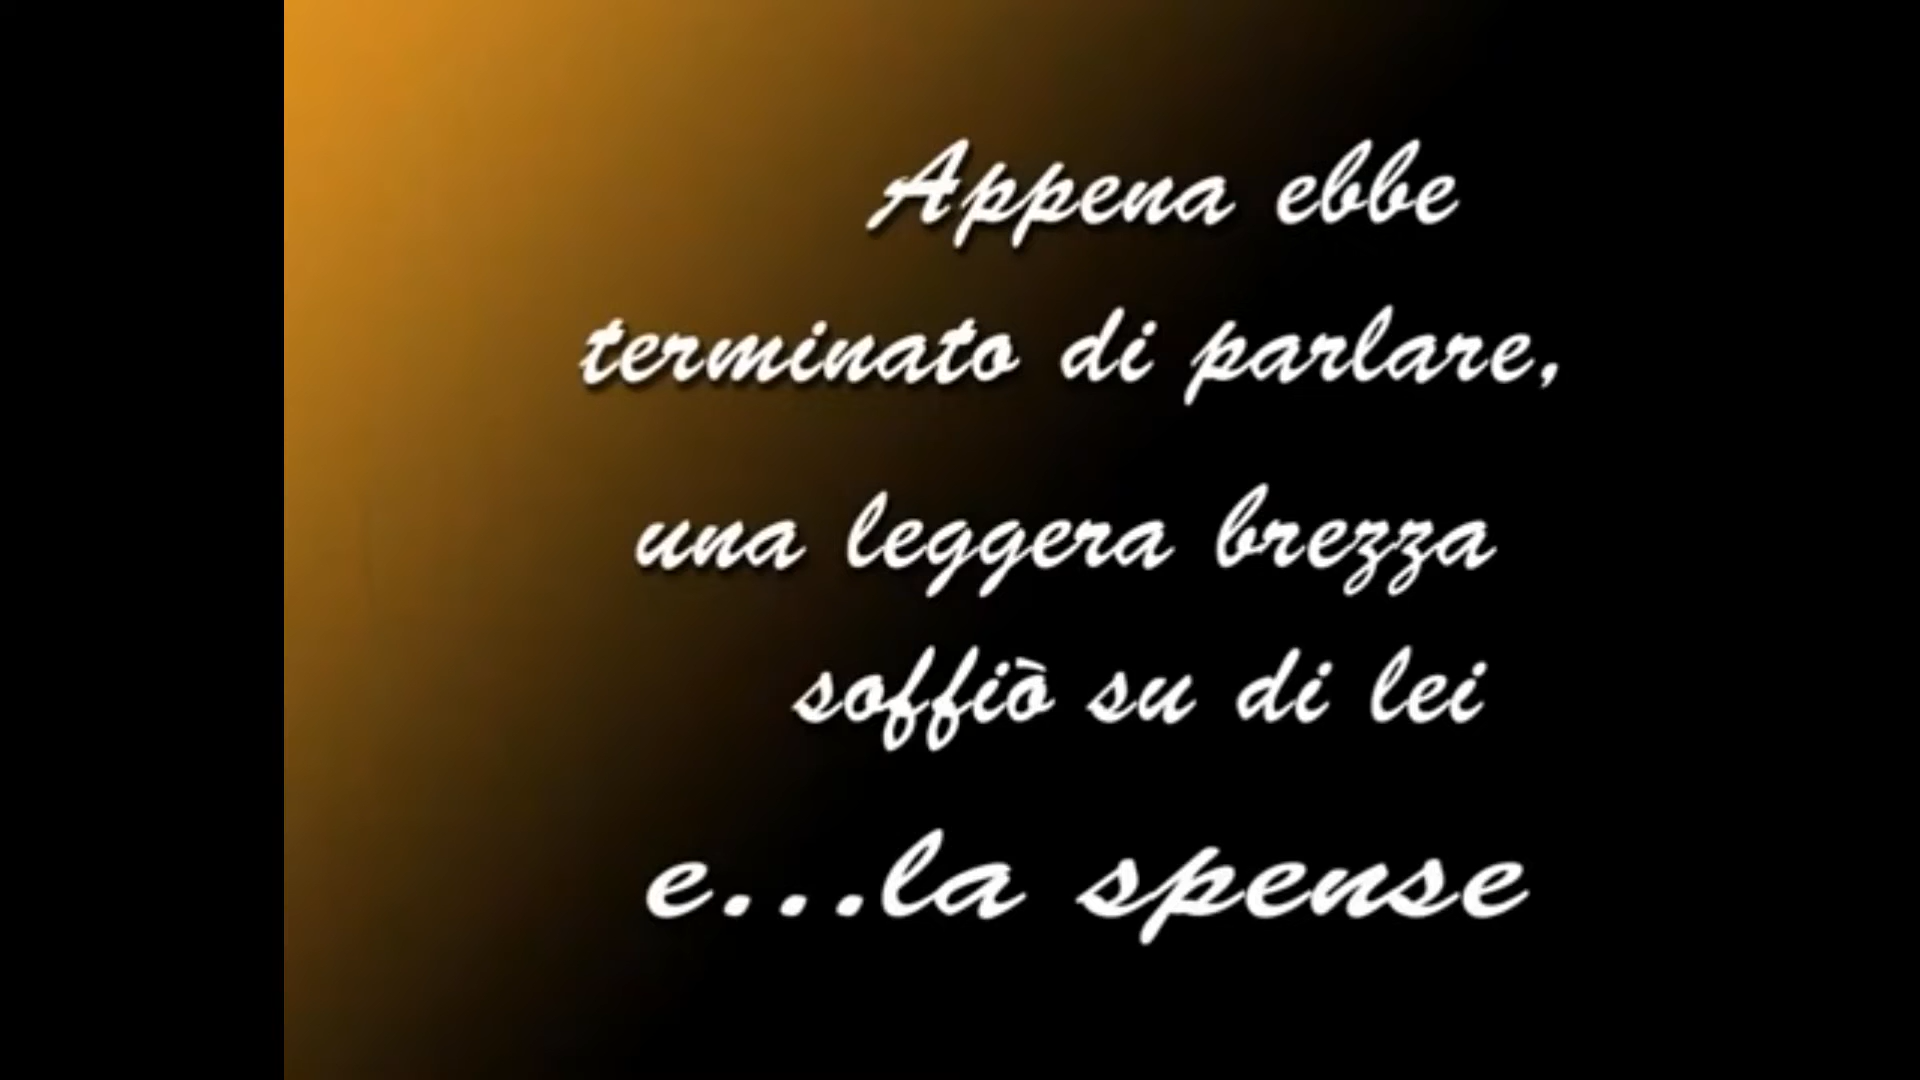 Appena ebbe
terminato di parlare,
una leggera brezza
soffiò su di lei
e...la spense